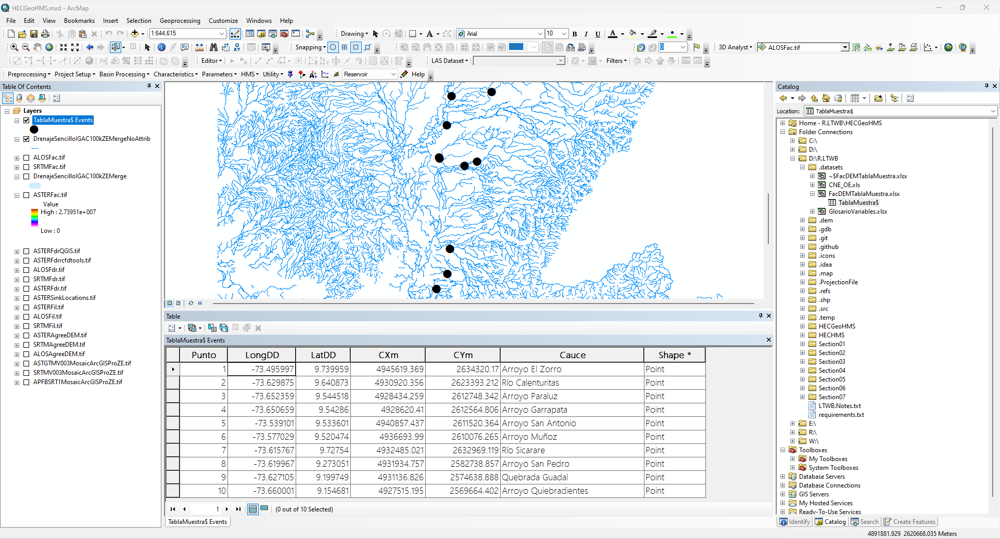 HECGeoHMS.mxd - ArcMap
File Edit View Bookmarks Insert Selection Geoprocessing Customize Windows Help
1:644,615 Drawing Arial 10 B I U A
Snapping 100% 0 3D Analyst ALOSFac.tif
Editor LAS Dataset Filters
Preprocessing Project Setup Basin Processing Characteristics Parameters HMS Utility Reservoir Help
Table Of Contents
Layers
TablaMuestra$ Events
DrenajeSencilloIGAC100kZEMergeNoAttrib
ALOSFac.tif
SRTMFac.tif
DrenajeSencilloIGAC100kZEMerge
ASTERFac.tif
Value
High : 2.73951e+007
Low : 0
ASTERFdrQGIS.tif
ASTERFdrrcfdtools.tif
ALOSFdr.tif
SRTMFdr.tif
ASTERFdr.tif
ASTERSinkLocations.tif
ASTERFil.tif
ALOSFil.tif
SRTMFil.tif
ASTERAgreeDEM.tif
SRTMAgreeDEM.tif
ALOSAgreeDEM.tif
ASTGTMV003MosaicArcGISProZE.tif
SRTMV003MosaicArcGISProZE.tif
APFBSRT1MosaicArcGISProZE.tif
Table
TablaMuestra$ Events
Punto LongDD LatDD CXm CYm Cauce Shape *
1 -73.495997 9.739959 4945619.369 2634320.17 Arroyo El Zorro Point
2 -73.629875 9.640873 4930920.356 2623393.212 Río Calenturitas Point
3 -73.652359 9.544518 4928434.259 2612748.342 Arroyo Paraluz Point
4 -73.650659 9.54286 4928620.41 2612564.806 Arroyo Garrapata Point
5 -73.539101 9.533601 4940857.437 2611520.364 Arroyo San Antonio Point
6 -73.577029 9.520474 4936693.99 2610076.265 Arroyo Muñoz Point
7 -73.615767 9.72754 4932485.021 2632969.119 Río Sicarare Point
8 -73.619967 9.273051 4931934.757 2582738.857 Arroyo San Pedro Point
9 -73.627105 9.199749 4931136.826 2574638.888 Quebrada Guadal Point
10 -73.660001 9.154681 4927515.195 2569664.402 Arroyo Quiebradientes Point
1 (0 out of 10 Selected)
TablaMuestra$ Events
Catalog
Location: TablaMuestra$
Home - R.LTWB\HECGeoHMS
Folder Connections
C:\
D:\
D:\R.LTWB
.datasets
~$FacDEMTablaMuestra.xlsx
CNE_OE.xls
FacDEMTablaMuestra.xlsx
TablaMuestra$
GlosarioVariables.xlsx
.dem
.gdb
.git
.github
.icons
.idea
.map
.ProjectionFile
.refs
.shp
.src
.temp
HECGeoHMS
HECHMS
Section01
Section02
Section03
Section04
Section05
Section06
Section07
LTWB.Notes.txt
requirements.txt
E:\
R:\
W:\
Toolboxes
My Toolboxes
System Toolboxes
Database Servers
Database Connections
GIS Servers
My Hosted Services
Ready-To-Use Services
Identify Catalog Search Create Features
4891881.929 2620668.035 Meters